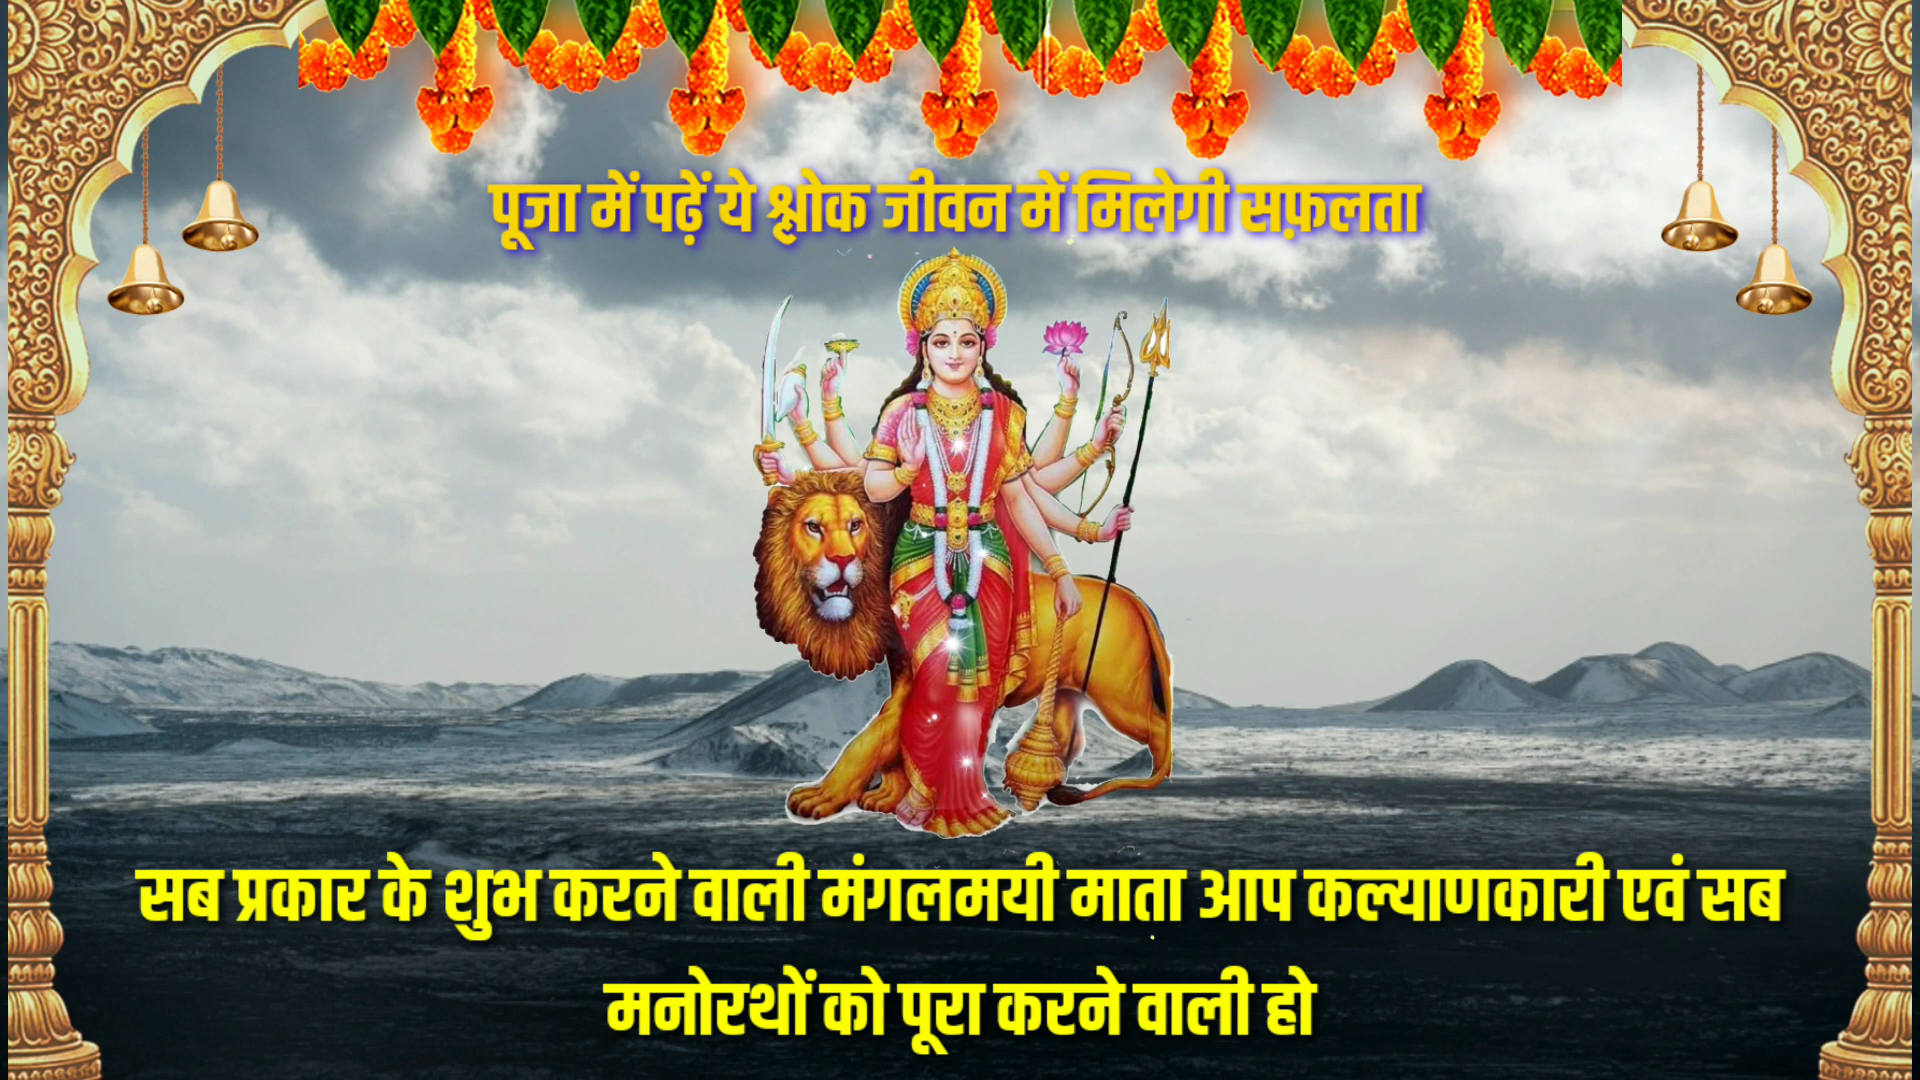 पूजा में पढ़ें ये श्लोक जीवन में मिलेगी सफ़लता
सब प्रकार के शुभ करने वाली मंगलमयी माता आप कल्याणकारी एवं सब
मनोरथों को पूरा करने वाली हो